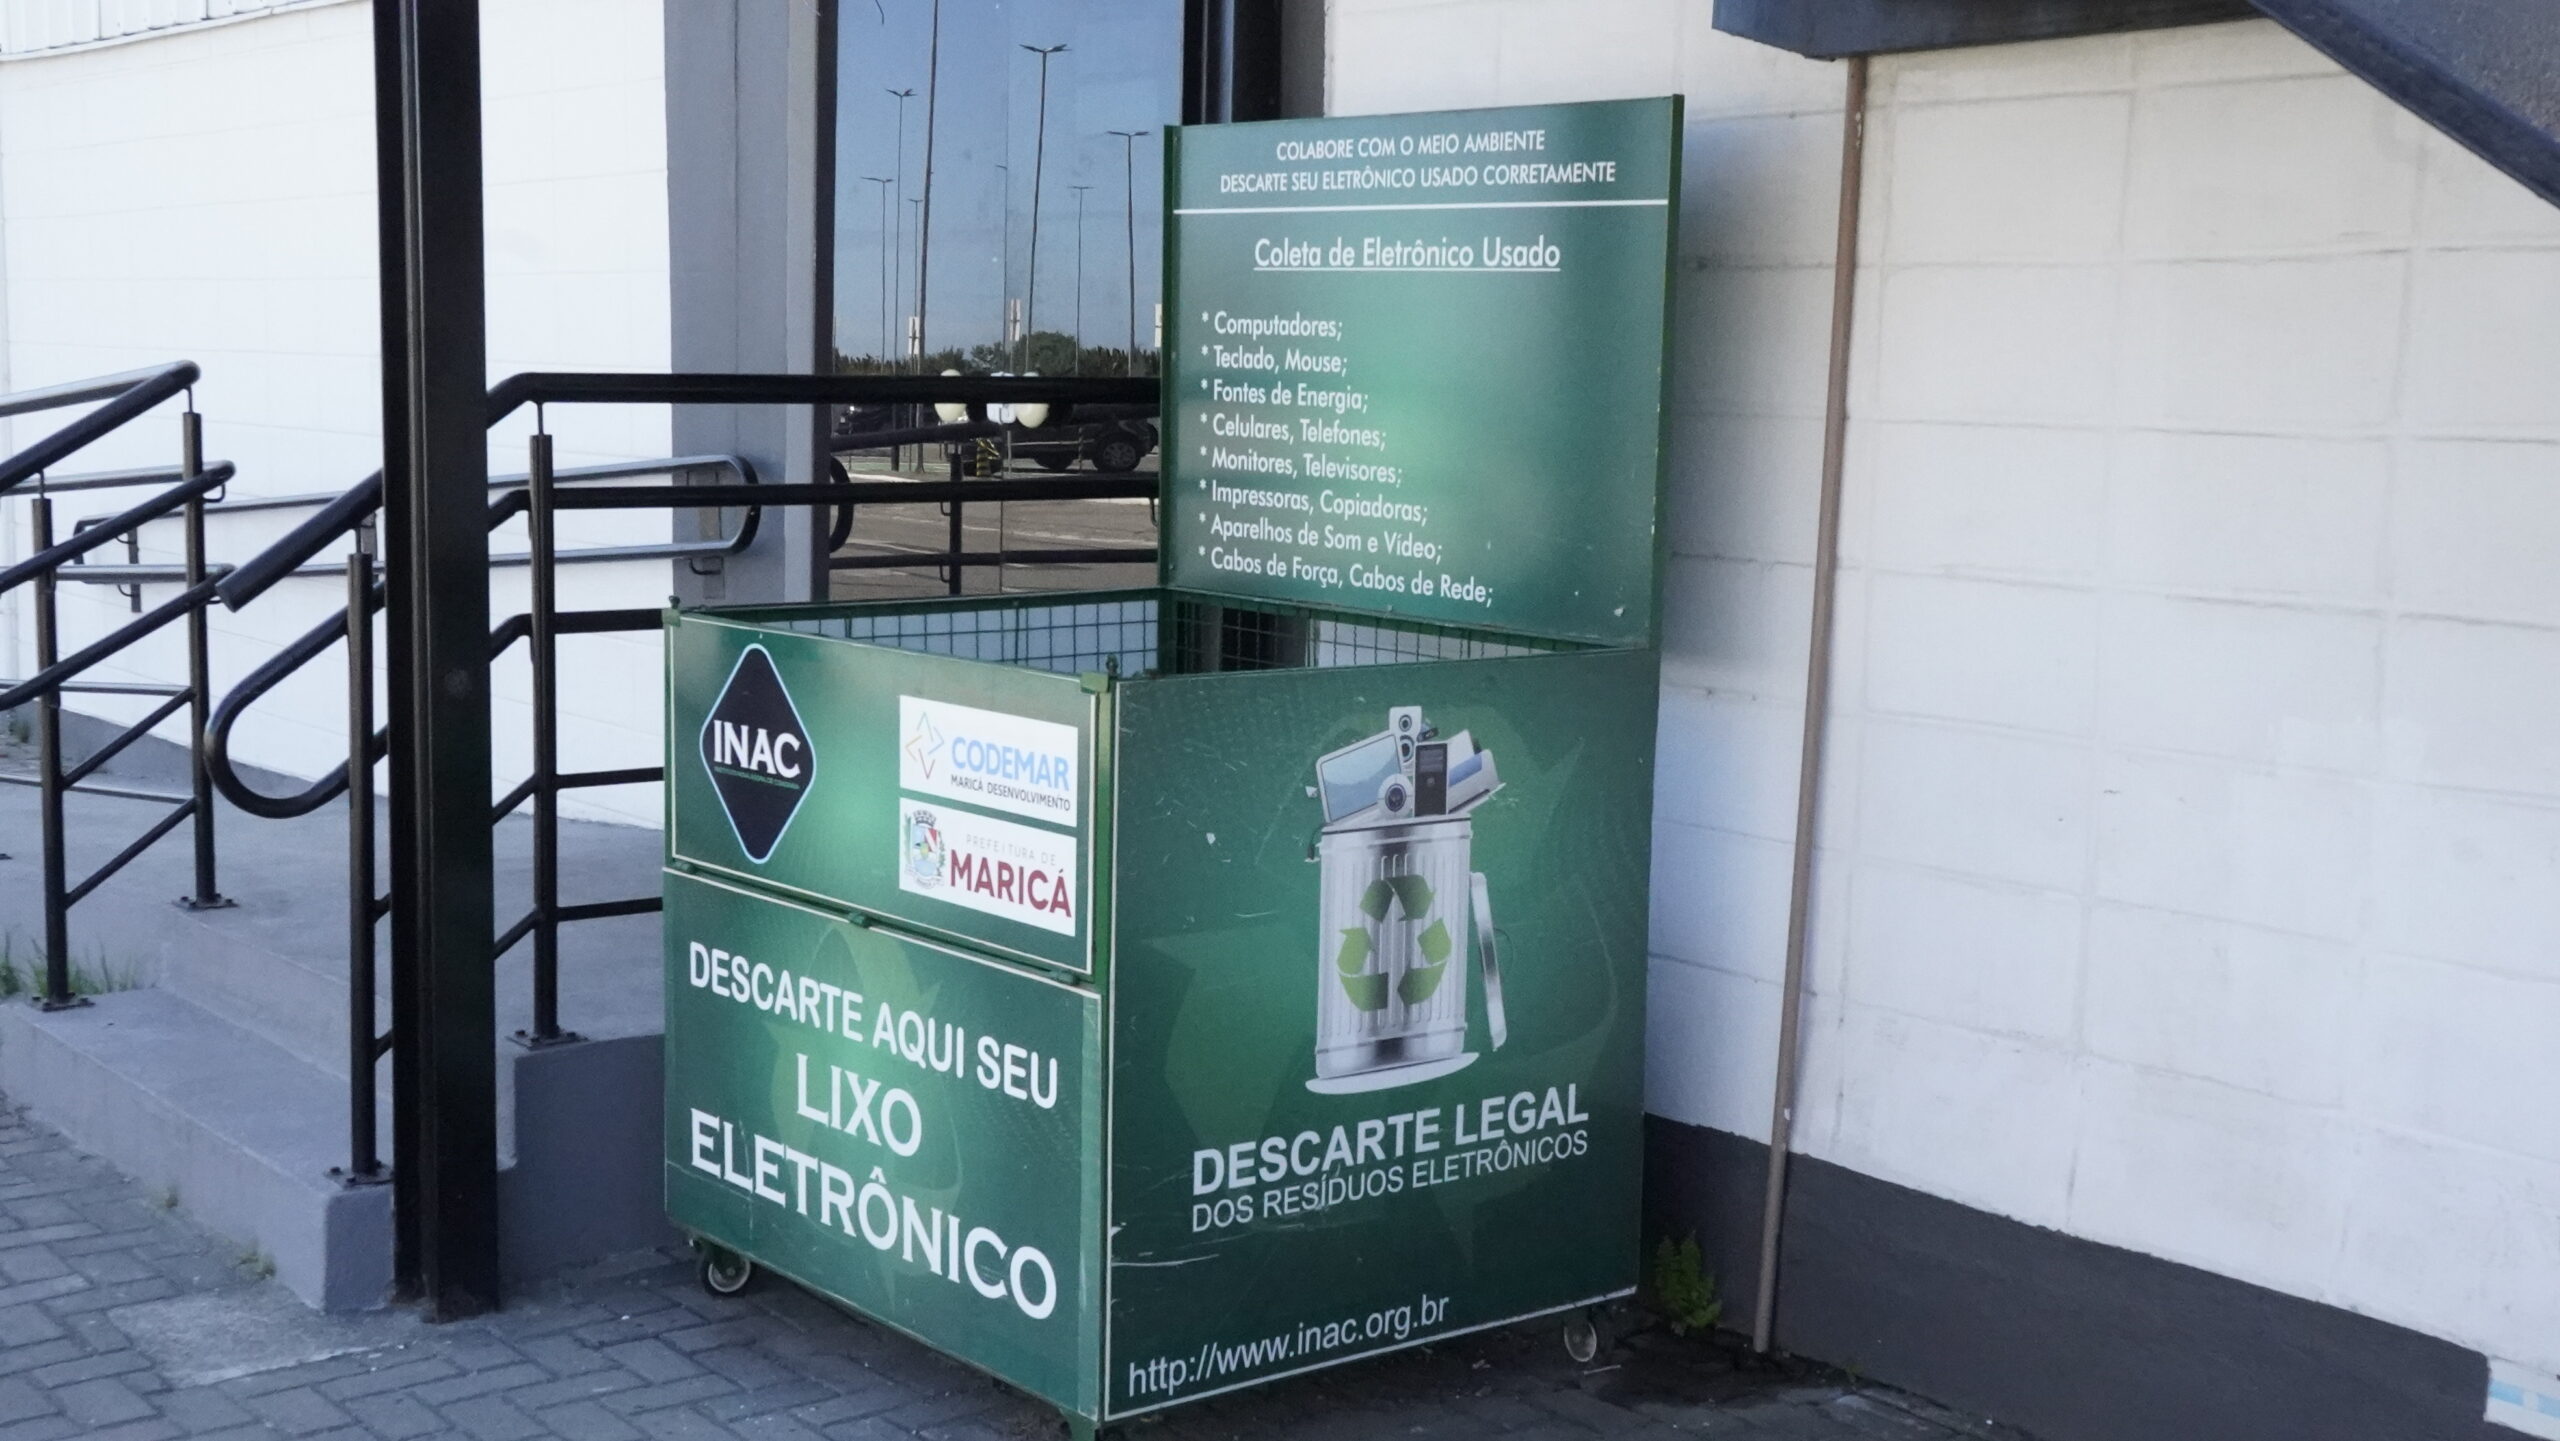 COLABORE COM O MEIO AMBIENTE
DESCARTE SEU ELETRÔNICO USADO CORRETAMENTE
Coleta de Eletrônico Usado
* Computadores;
* Teclado, Mouse;
* Fontes de Energia;
* Celulares, Telefones;
* Monitores, Televisores;
* Impressoras, Copiadoras;
* Aparelhos de Som e Vídeo;
* Cabos de Força, Cabos de Rede;
INAC
CODEMAR
MARICÁ DESENVOLVIMENTO
PREFEITURA DE
MARICÁ
DESCARTE AQUI SEU
LIXO
ELETRÔNICO
DESCARTE LEGAL
DOS RESÍDUOS ELETRÔNICOS
http://www.inac.org.br